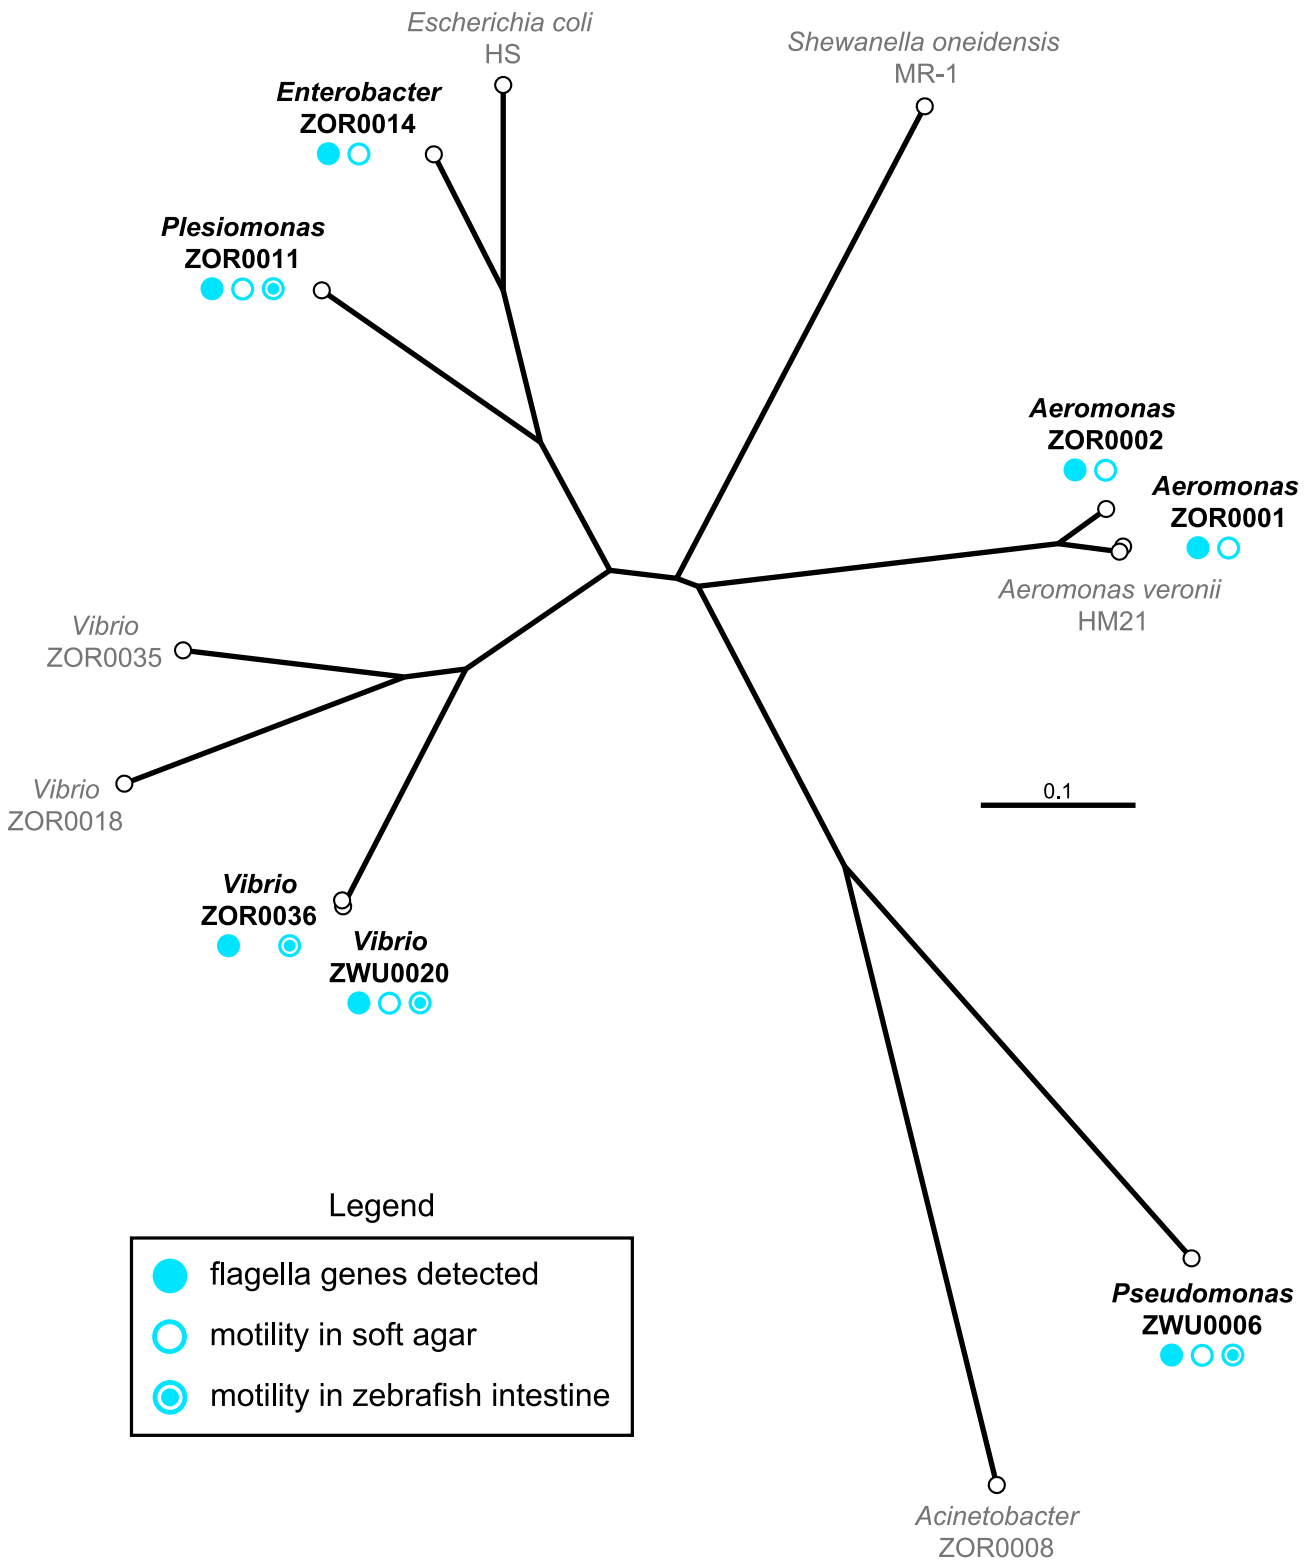 Escherichia coli
HS
Shewanella oneidensis
MR-1
Enterobacter
ZOR0014
Plesiomonas
ZOR0011
Aeromonas
ZOR0002
Aeromonas
ZOR0001
Aeromonas veronii
HM21
Vibrio
ZOR0035
Vibrio
ZOR0018
0.1
Vibrio
ZOR0036
Vibrio
ZWU0020
Legend
flagella genes detected
motility in soft agar
motility in zebrafish intestine
Pseudomonas
ZWU0006
Acinetobacter
ZOR0008